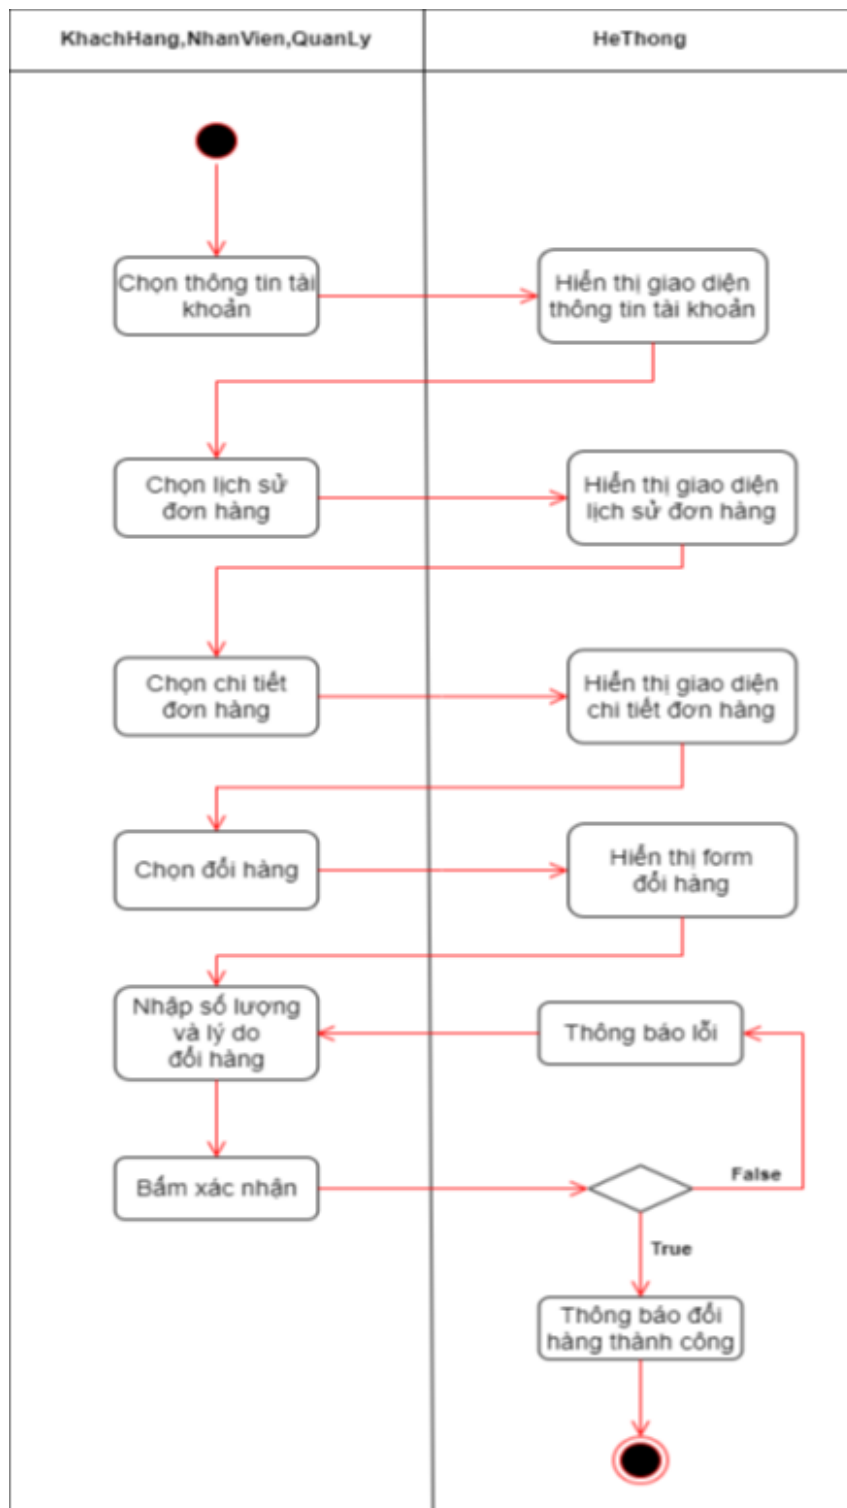 KhachHang,NhanVien,QuanLy
HeThong
Chọn thông tin tài
khoản
Hiển thị giao diện
thông tin tài khoản
Chọn lịch sử
đơn hàng
Hiển thị giao diện
lịch sử đơn hàng
Chọn chi tiết
đơn hàng
Hiển thị giao diện
chi tiết đơn hàng
Chọn đổi hàng
Hiển thị form
đổi hàng
Nhập số lượng
và lý do
đổi hàng
Thông báo lỗi
Bấm xác nhận
False
True
Thông báo đổi
hàng thành công